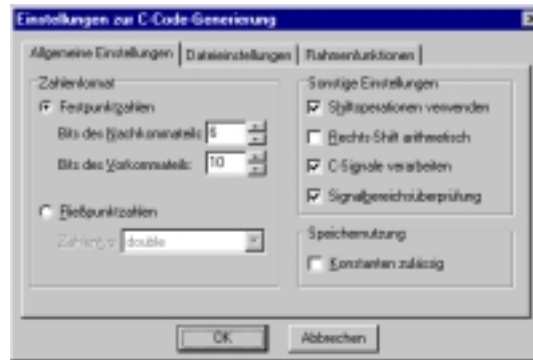 Einstellungen zur C-Code-Generierung
Allgemeine Einstellungen
Dateieinstellungen
Rahmenfunktionen
Zahlenformat
Festpunktzahlen
Bits des Nachkommateils:
Bits des Vorkommateils: 10
Fließpunktzahlen
Zahlentyp: double
Sonstige Einstellungen
Shiftoperationen verwenden
Rechts-Shift arithmetisch
C-Signale verarbeiten
Signalbereichsüberprüfung
Speichernutzung
Konstanten zulässig
OK
Abbrechen